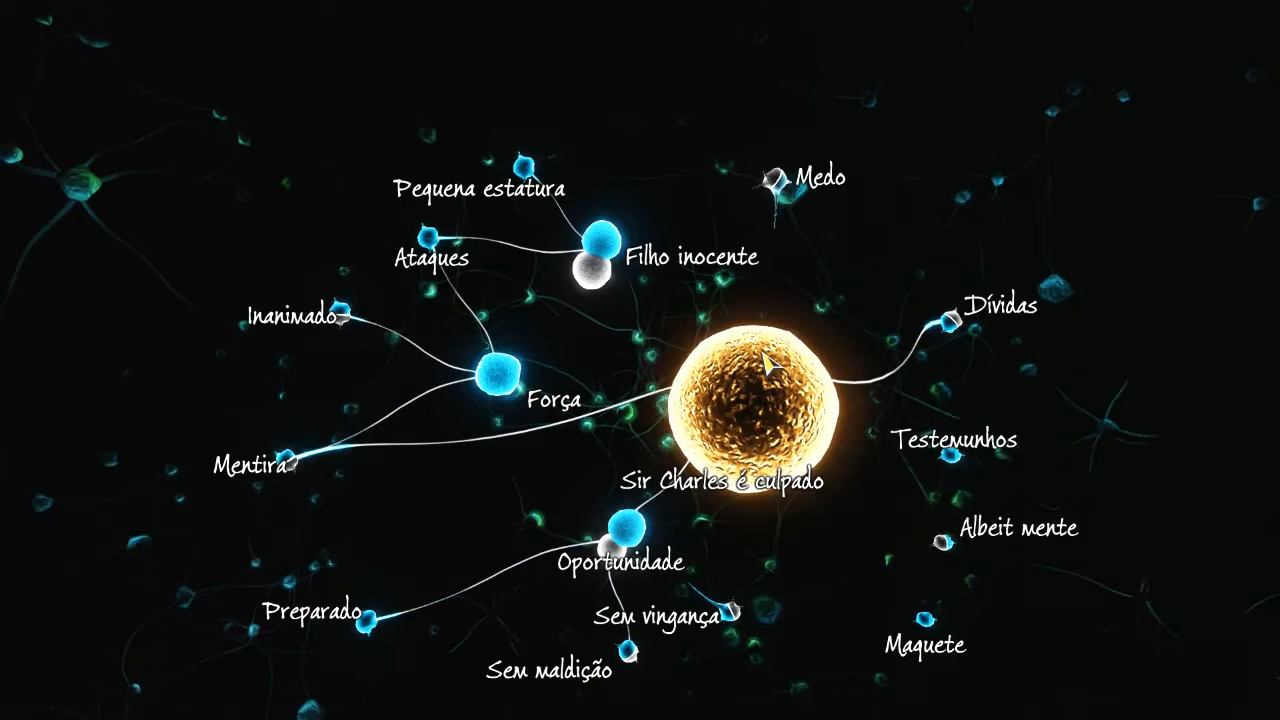 Medo
Pequena estatura
Ataques
Filho inocente
Dívidas
Inanimado
Força
Testemunhos
Mentira
Sir Charles é culpado
Albeit mente
Oportunidade
Preparado
Sem vingança
Maquete
Sem maldição